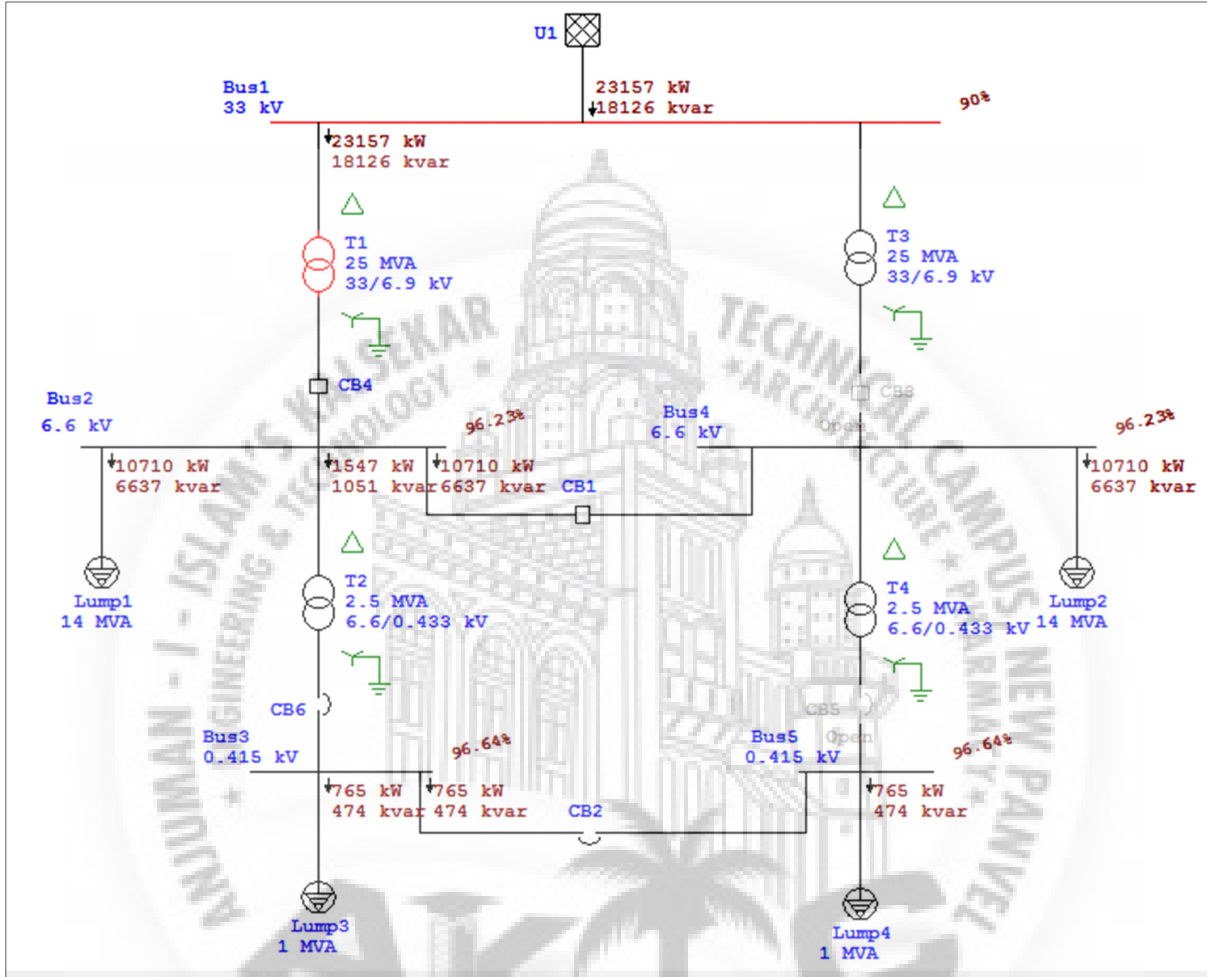 U1
23157 kW
18126 kvar
Bus1
33 kV
90%
23157 kW
18126 kvar
T1
25 MVA
33/6.9 kV
T3
25 MVA
33/6.9 kV
CB4
CB3
Open
Bus2
6.6 kV
96.23%
Bus4
6.6 kV
96.23%
10710 kW
6637 kvar
1547 kW
1051 kvar
10710 kW
6637 kvar
CB1
10710 kW
6637 kvar
Lump1
14 MVA
T2
2.5 MVA
6.6/0.433 kV
T4
2.5 MVA
6.6/0.433 kV
Lump2
14 MVA
CB6
CB5
Open
Bus3
0.415 kV
96.64%
Bus5
0.415 kV
96.64%
765 kW
474 kvar
765 kW
474 kvar
CB2
765 kW
474 kvar
Lump3
1 MVA
Lump4
1 MVA
ANJUMAN - I - ISLAM'S KALSEKAR TECHNICAL CAMPUS NEW PANVEL
ENGINEERING & TECHNOLOGY * ARCHITECTURE * PHARMACY *